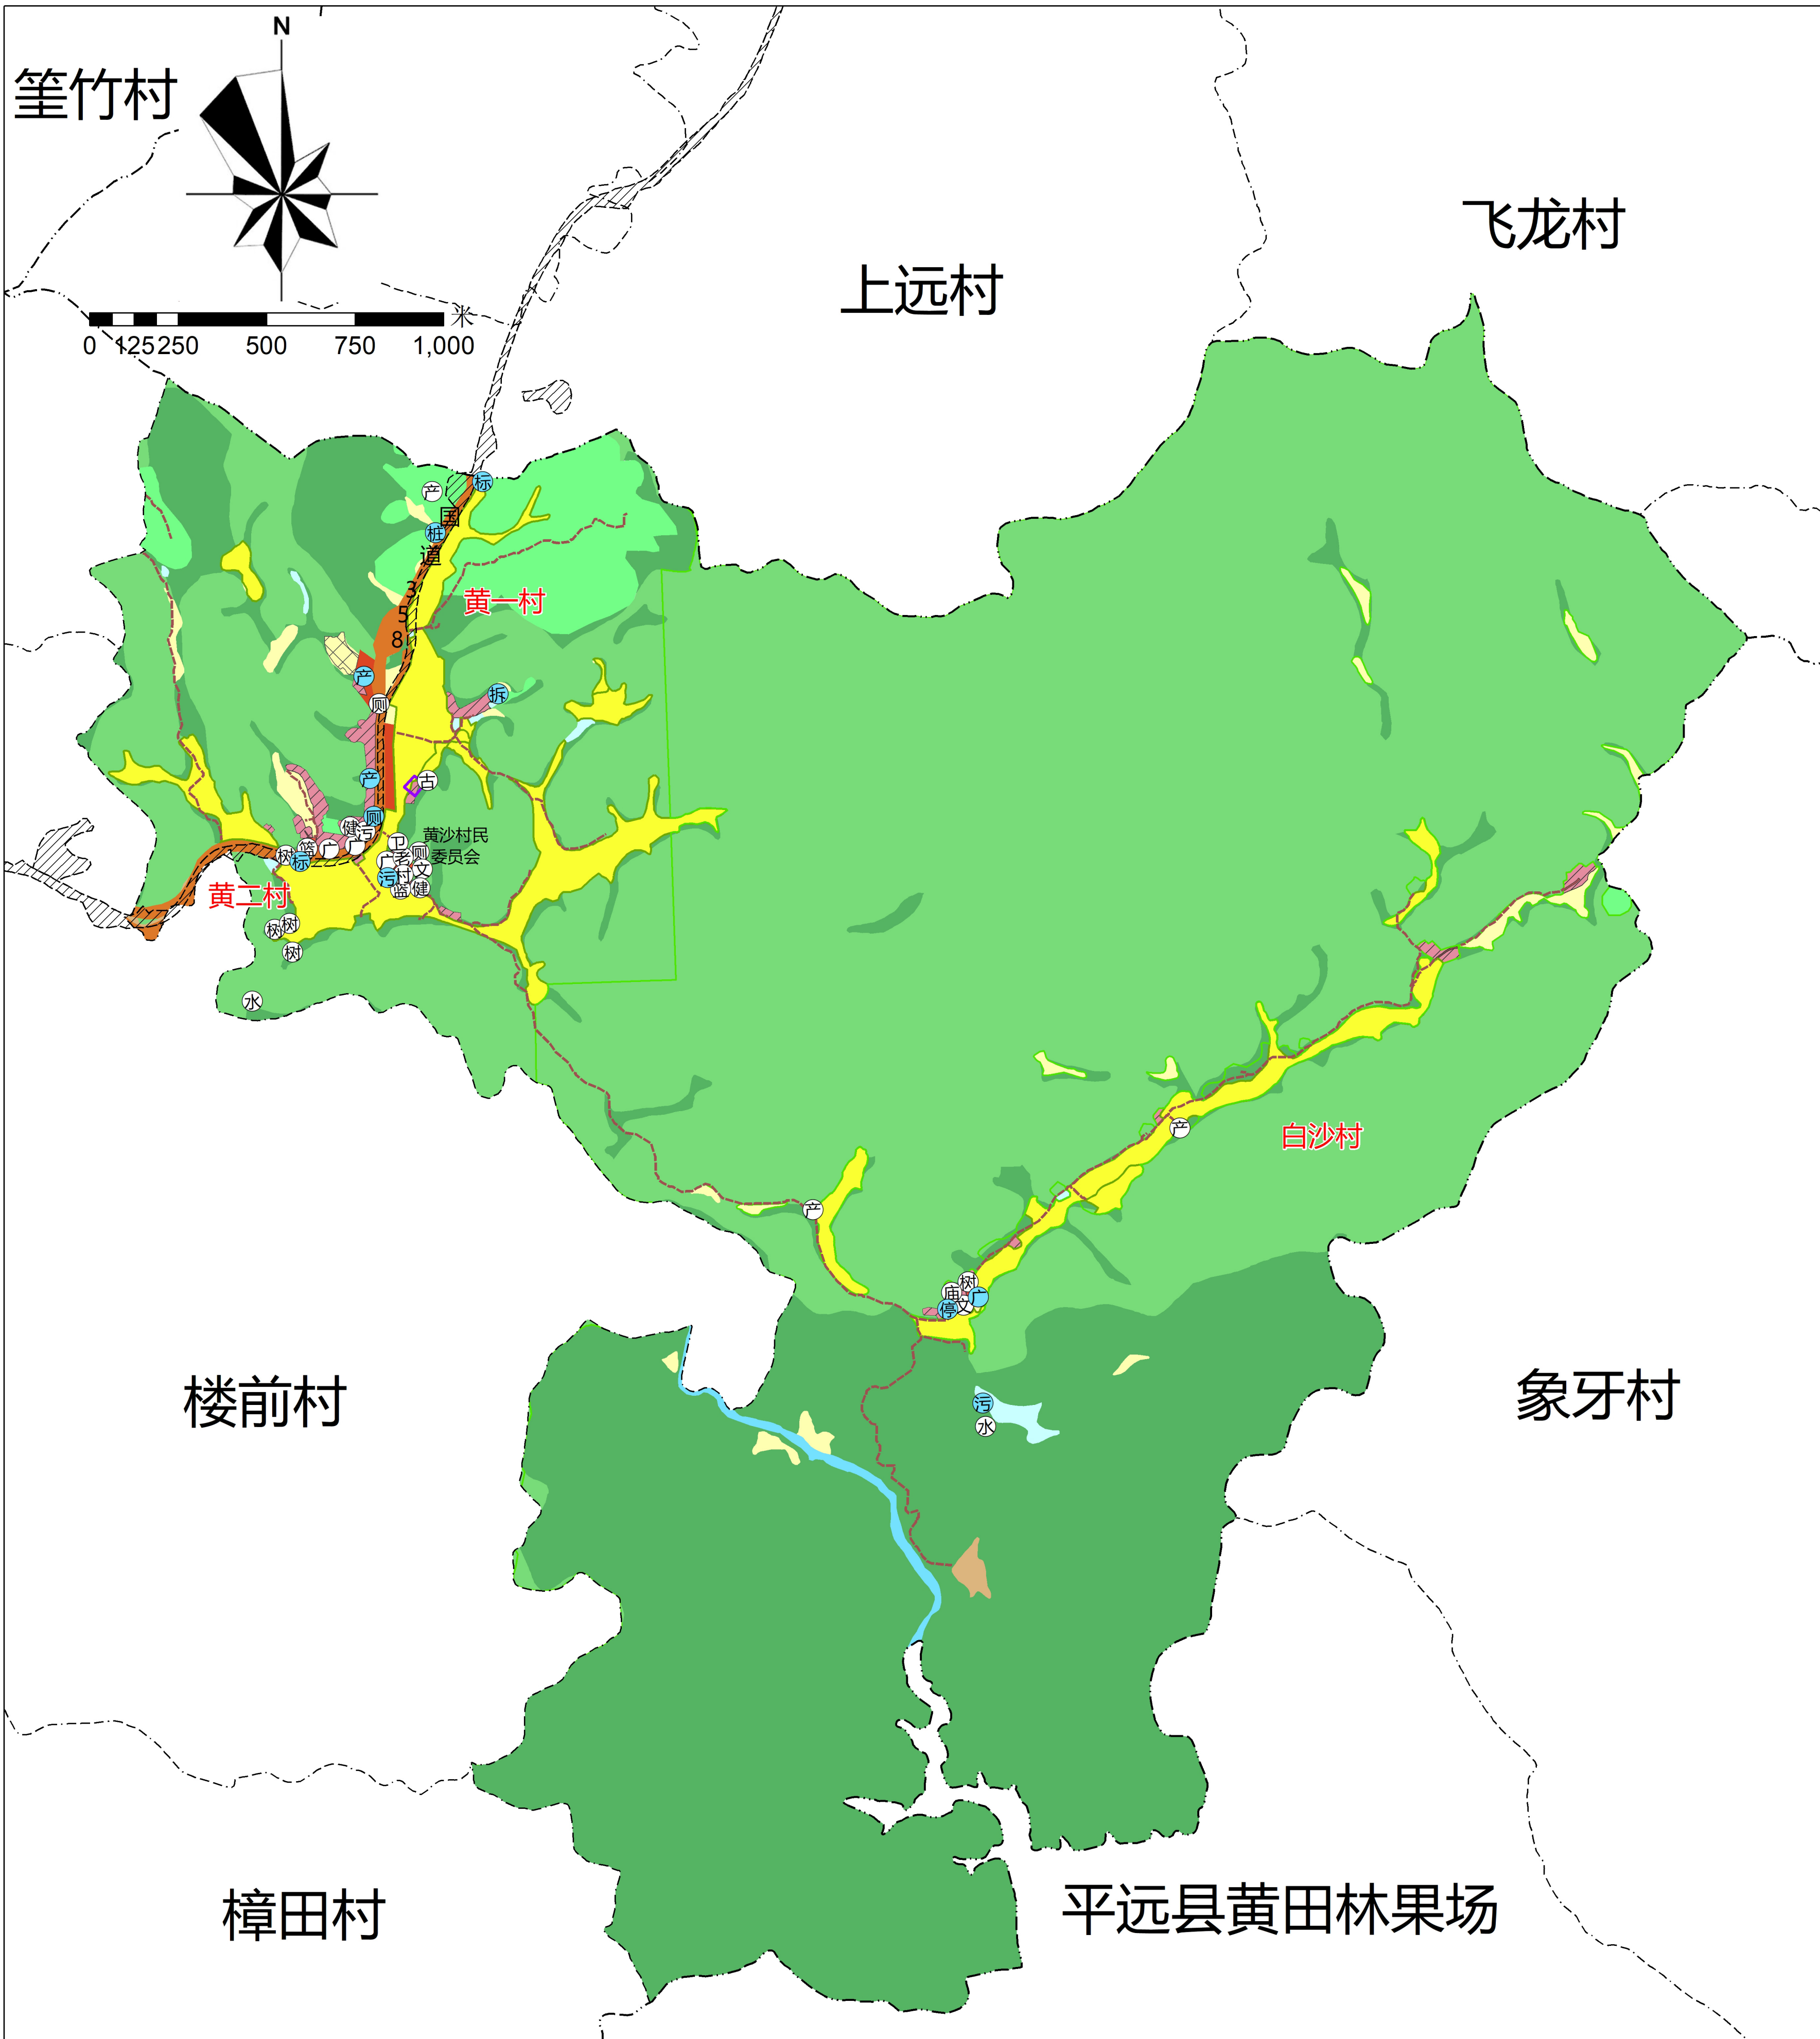 N
筀竹村
米
0 125 250 500 750 1,000
飞龙村
上远村
产
标
国
桩
道
3
黄一村
5
8
产
拆
厕
产
古
厕
健
污
卫
黄沙村民
树
篮
广
广
标
广
老
厕
委员会
污
村
文
篮
健
黄二村
树
树
树
水
产
白沙村
产
树
庙
停
文
广
污
水
楼前村
象牙村
樟田村
平远县黄田林果场